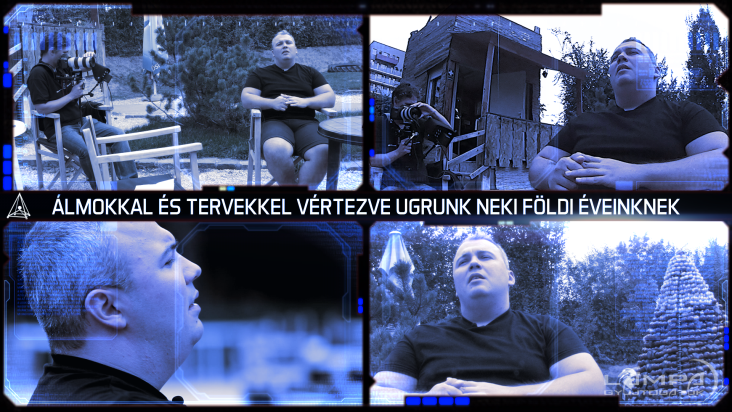 ÁLMOKKAL ÉS TERVEKKEL VÉRTEZVE UGRUNK NEKI FÖLDI ÉVEINKNEK